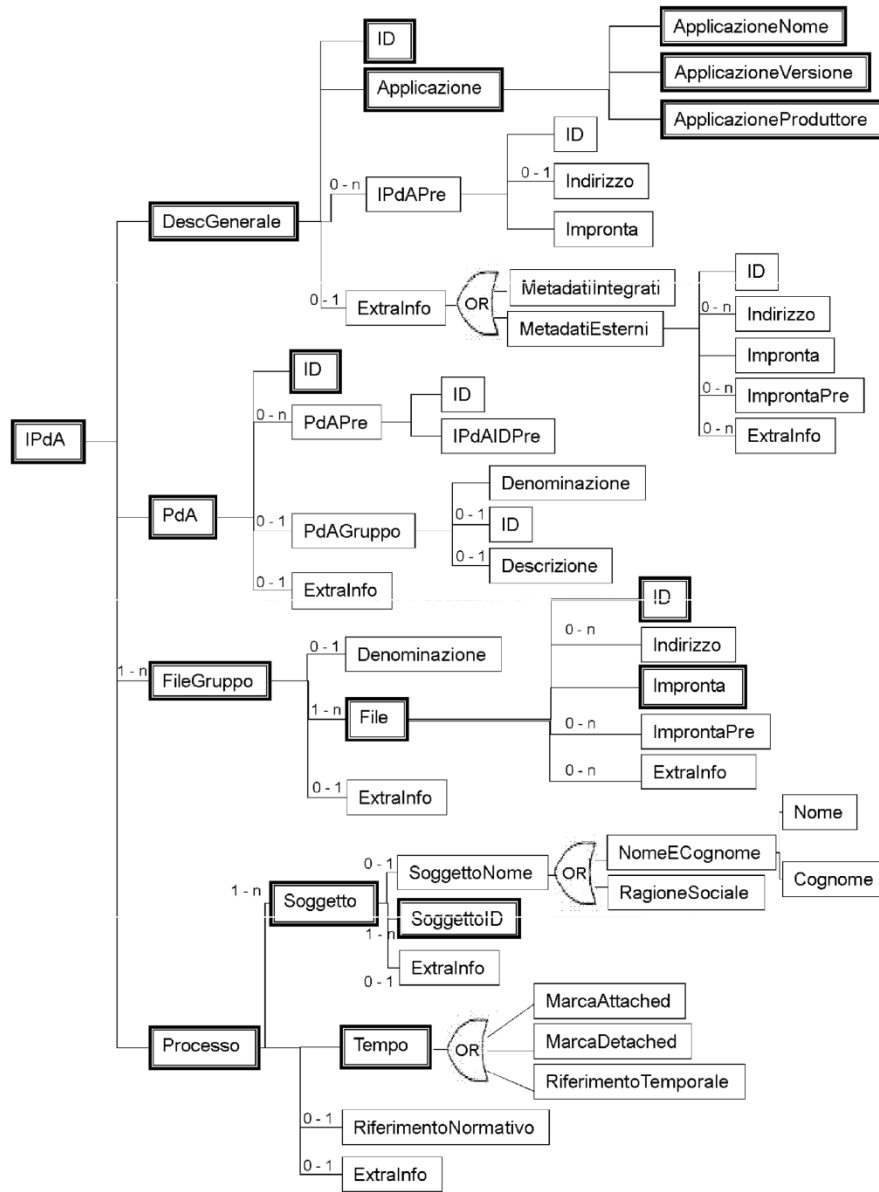 ID
ApplicazioneNome
Applicazione
ApplicazioneVersione
ApplicazioneProduttore
ID
0 - n
IPdAPre
0 - 1
Indirizzo
DescGenerale
Impronta
0 - 1
ExtraInfo
OR
MetadatiIntegrati
MetadatiEsterni
ID
0 - n
Indirizzo
Impronta
0 - n
ImprontaPre
0 - n
ExtraInfo
IPdA
ID
0 - n
PdAPre
ID
IPdAIDPre
PdA
0 - 1
PdAGruppo
Denominazione
0 - 1
ID
0 - 1
Descrizione
0 - 1
ExtraInfo
1 - n
FileGruppo
0 - 1
Denominazione
1 - n
File
ID
0 - n
Indirizzo
Impronta
0 - n
ImprontaPre
0 - n
ExtraInfo
0 - 1
ExtraInfo
1 - n
Soggetto
0 - 1
SoggettoNome
OR
NomeECognome
Nome
Cognome
RagioneSociale
1 - n
SoggettoID
0 - 1
ExtraInfo
Processo
Tempo
OR
MarcaAttached
MarcaDetached
RiferimentoTemporale
0 - 1
RiferimentoNormativo
0 - 1
ExtraInfo